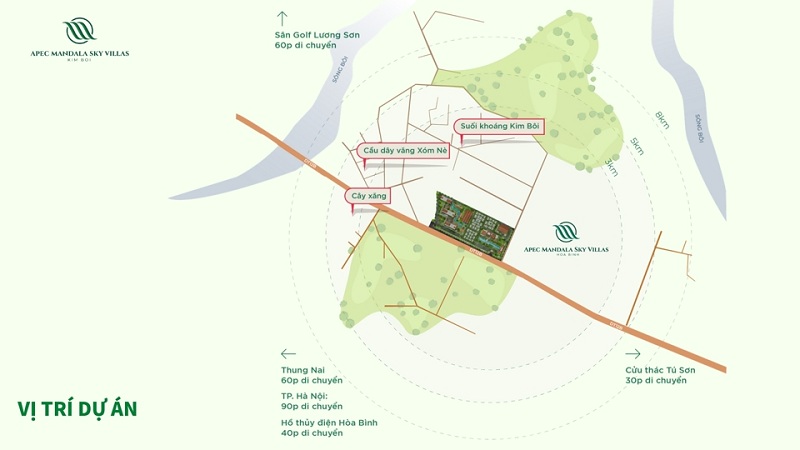 APEC MANDALA SKY VILLAS
KIM BÔI
Sân Golf Lương Sơn
60p di chuyển
SÔNG BÔI
SÔNG BÔI
8km
5km
3km
Suối khoáng Kim Bôi
Cầu dây văng Xóm Nè
Cây xăng
APEC MANDALA SKY VILLAS
HÒA BÌNH
Thung Nai
60p di chuyển
TP. Hà Nội:
90p di chuyển
Hồ thủy điện Hòa Bình
40p di chuyển
Cửu thác Tú Sơn
30p di chuyển
VỊ TRÍ DỰ ÁN